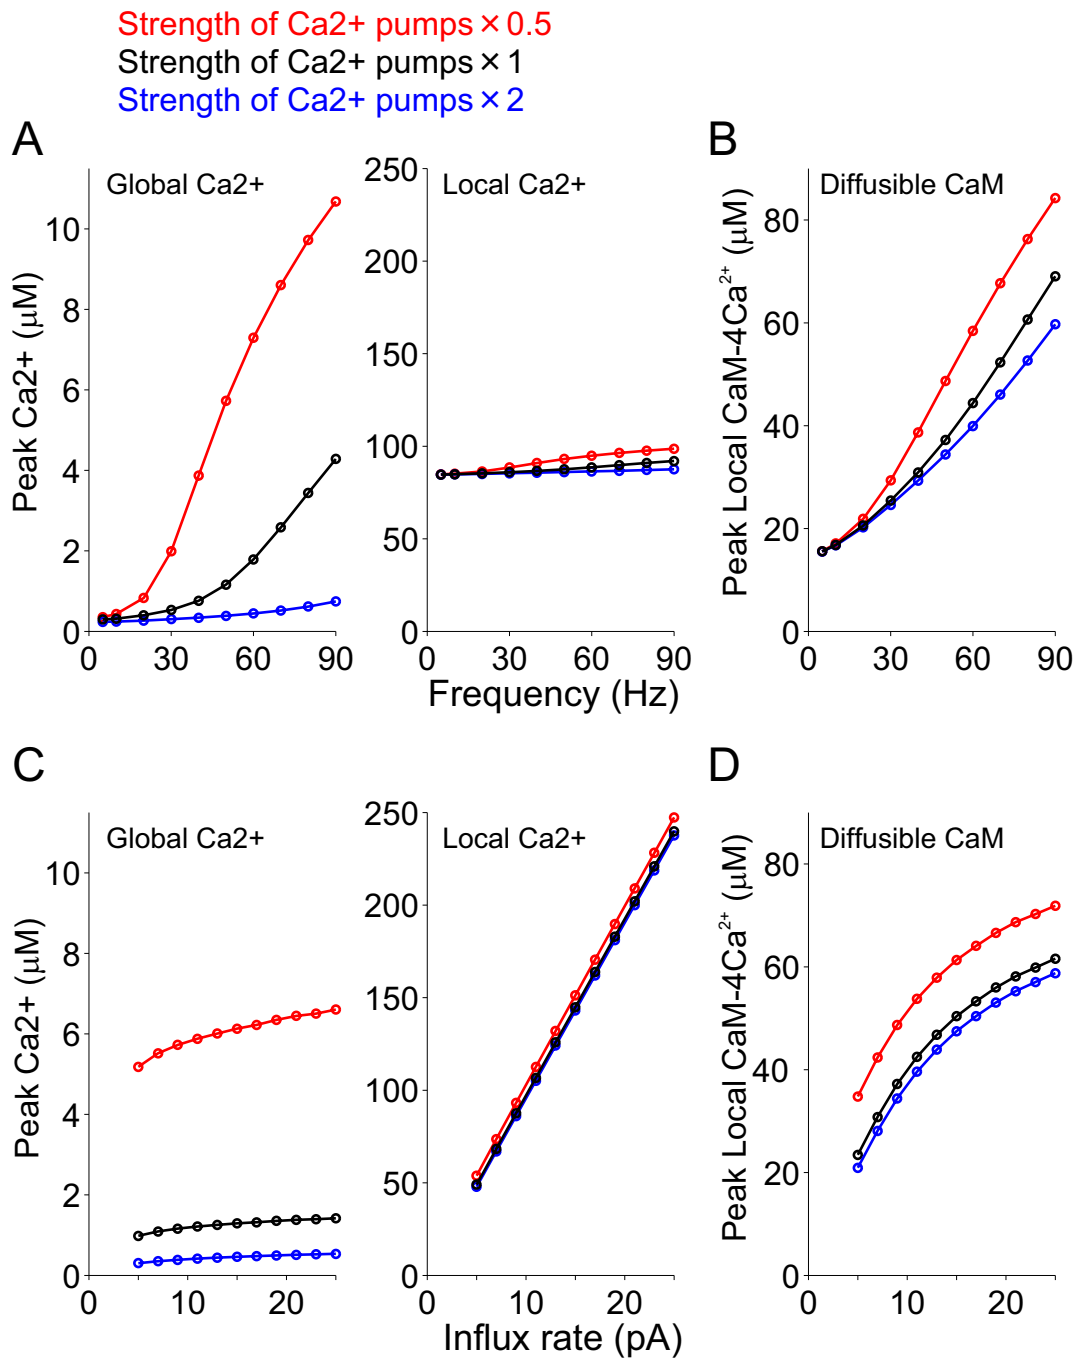 Strength of Ca2+ pumps × 0.5
Strength of Ca2+ pumps × 1
Strength of Ca2+ pumps × 2
A
Global Ca2+
Peak Ca2+ (μM)
10
8
6
4
2
0
0 30 60 90
Local Ca2+
250
200
150
100
50
0
0 30 60 90
Frequency (Hz)
B
Diffusible CaM
Peak Local CaM-4Ca²⁺ (μM)
80
60
40
20
0
0 30 60 90
C
Global Ca2+
Peak Ca2+ (μM)
10
8
6
4
2
0
0 10 20
Local Ca2+
250
200
150
100
50
0
0 10 20
Influx rate (pA)
D
Diffusible CaM
Peak Local CaM-4Ca²⁺ (μM)
80
60
40
20
0
0 10 20